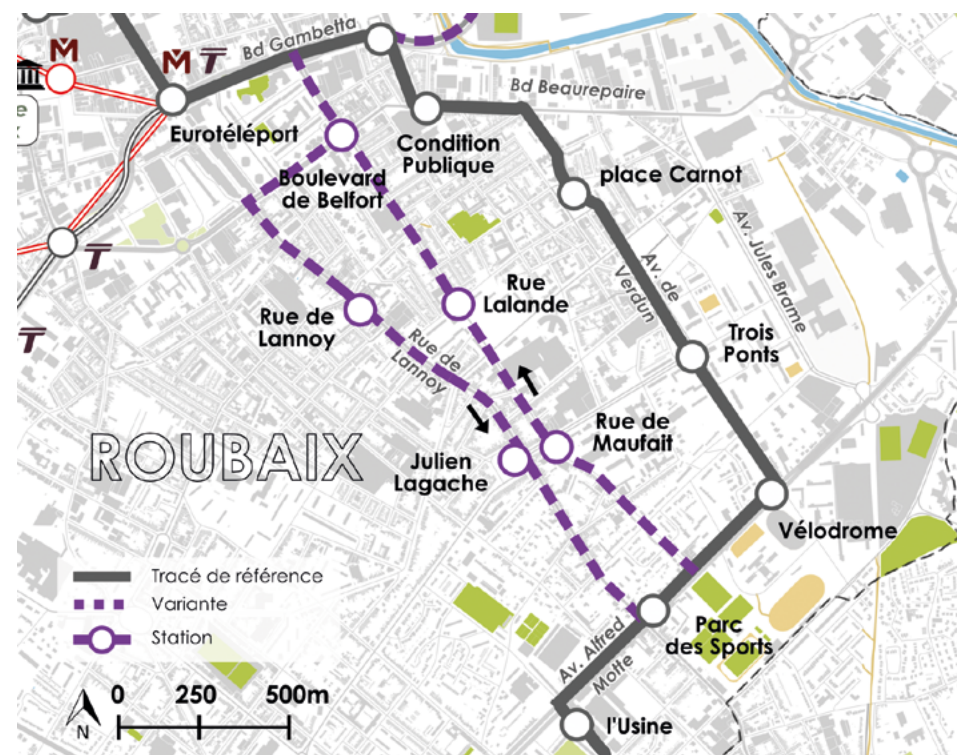 Bd Gambetta
M
M T
Bd Beaurepaire
Eurotéléport
Condition
Publique
Boulevard
de Belfort
place Carnot
Av. Jules Brame
T
Av. de
Verdun
Rue
Lalande
Rue de
Lannoy
T
Rue de
Lannoy
Trois
Ponts
Rue de
Maufait
ROUBAIX
Julien
Lagache
Vélodrome
Tracé de référence
Variante
Station
Parc
des Sports
Av. Alfred
Motte
0 250 500m
N
l'Usine